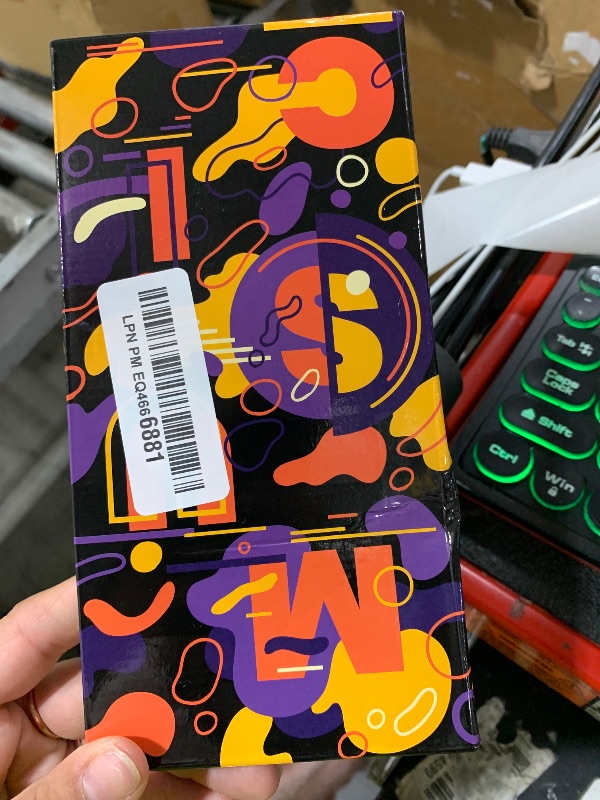 C
S
LPN PM EQ4666881
M
Tab
Caps
Lock
Shift
Ctrl
Win